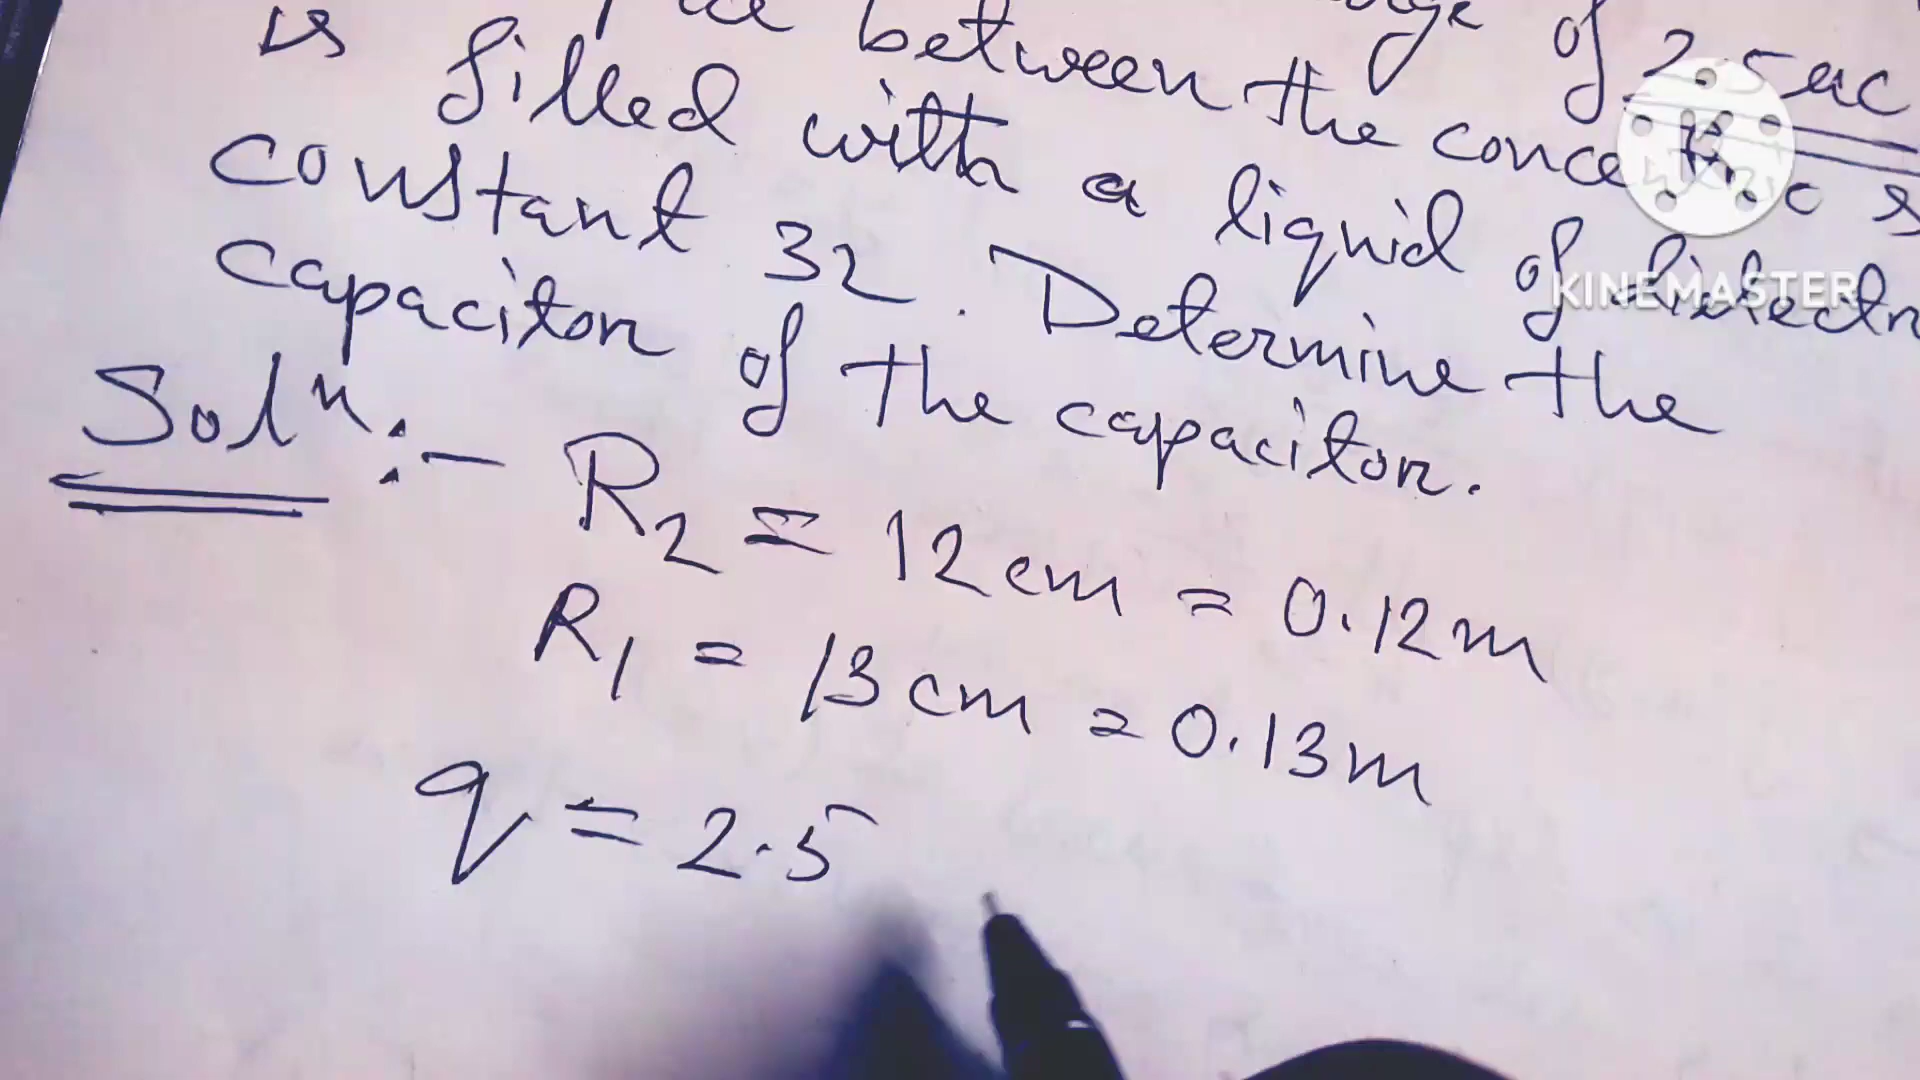 of 2.5
is between the
filled with a liquid of
constant 32. Determine the
capaciton of the capaciton.
Solⁿ :- R₂ = 12 cm = 0.12 m
R₁ = 13 cm = 0.13 m
q = 2.5
KINEMASTER